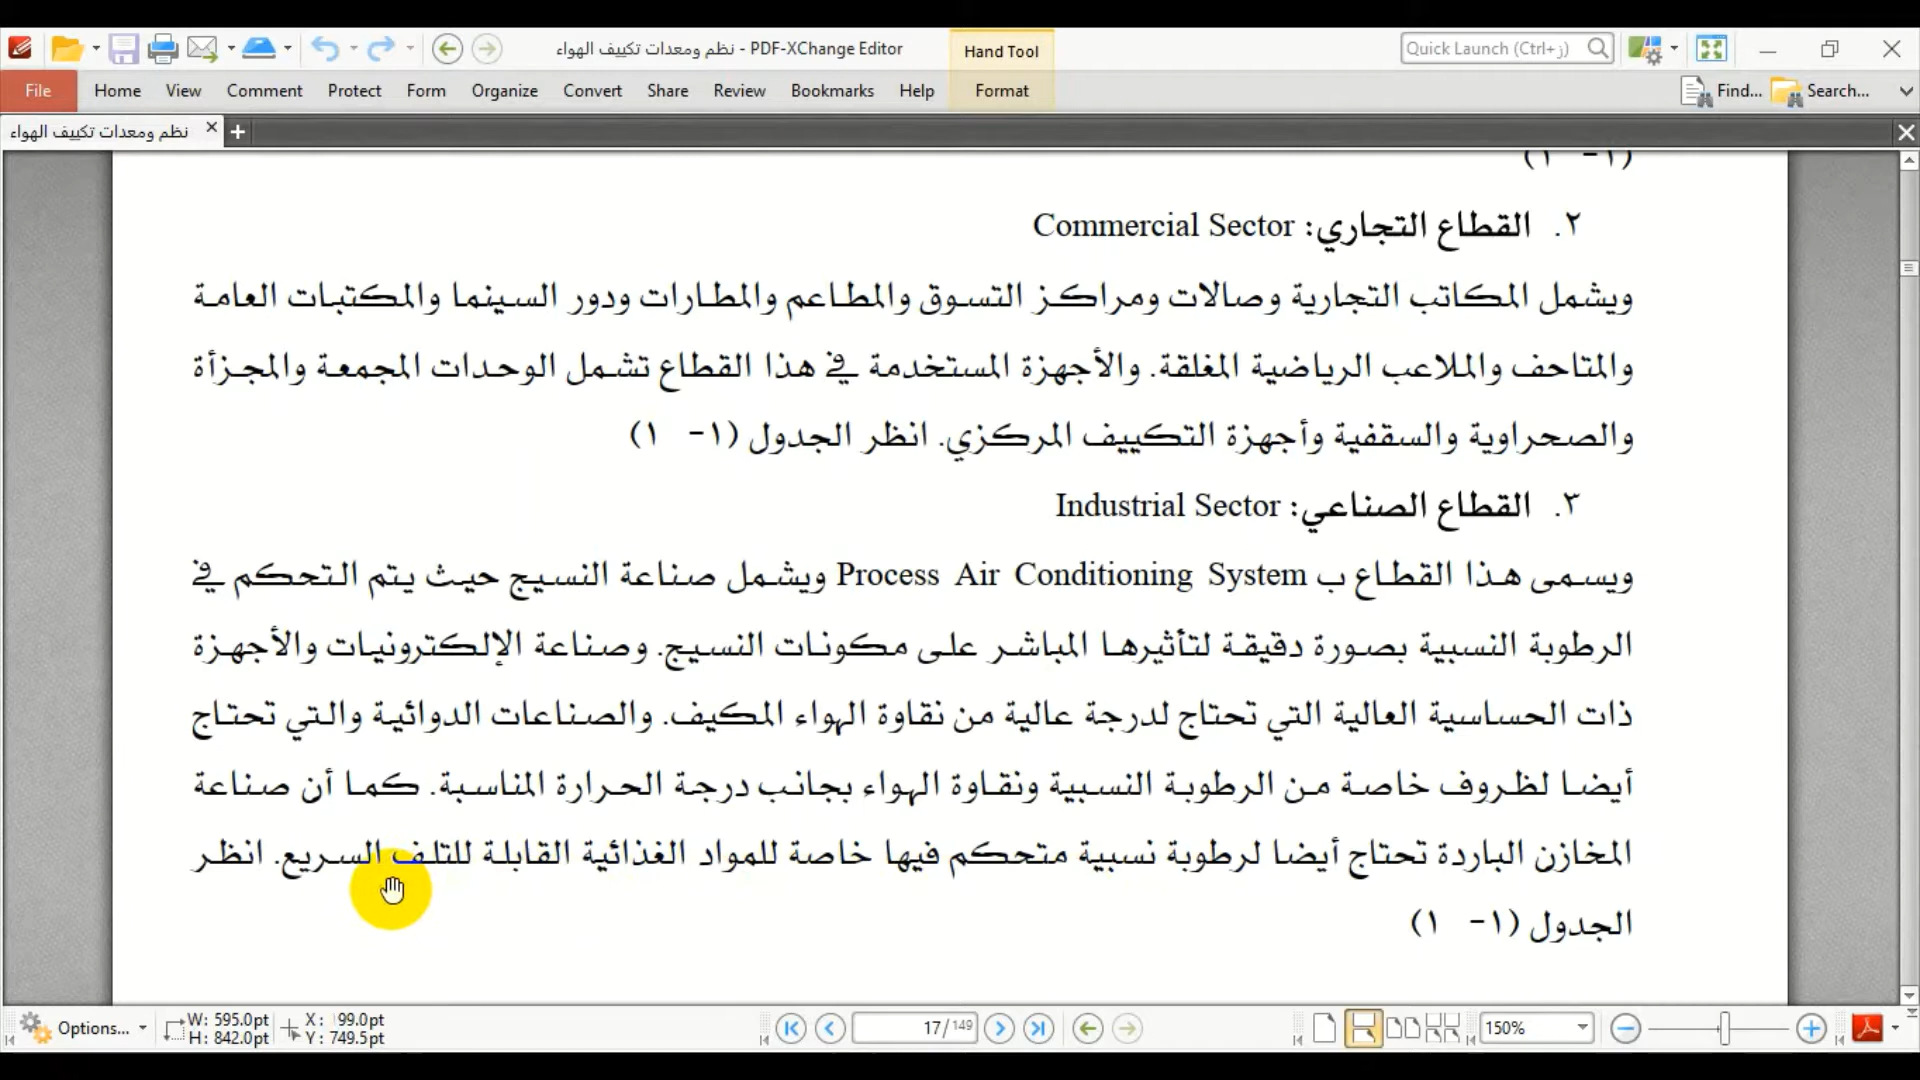 نظم ومعدات تكييف الهواء - PDF-XChange Editor
Hand Tool
Quick Launch (Ctrl+ز)
File Home View Comment Protect Form Organize Convert Share Review Bookmarks Help Format Find... Search...
نظم ومعدات تكييف الهواء
(١- ١)
٢. القطاع التجاري: Commercial Sector
ويشمل المكاتب التجارية وصالات ومراكز التسوق والمطاعم والمطارات ودور السينما والمكتبات العامة
والمتاحف والملاعب الرياضية المغلقة. والأجهزة المستخدمة في هذا القطاع تشمل الوحدات المجمعة والمجزأة
والصحراوية والسقفية وأجهزة التكييف المركزي. انظر الجدول (١- ١)
٣. القطاع الصناعي: Industrial Sector
ويسمى هذا القطاع ب Process Air Conditioning System ويشمل صناعة النسيج حيث يتم التحكم في
الرطوبة النسبية بصورة دقيقة لتأثيرها المباشر على مكونات النسيج. وصناعة الإلكترونيات والأجهزة
ذات الحساسية العالية التي تحتاج لدرجة عالية من نقاوة الهواء المكيف. والصناعات الدوائية والتي تحتاج
أيضا لظروف خاصة من الرطوبة النسبية ونقاوة الهواء بجانب درجة الحرارة المناسبة. كما أن صناعة
المخازن الباردة تحتاج أيضا لرطوبة نسبية متحكم فيها خاصة للمواد الغذائية القابلة للتلف السريع. انظر
الجدول (١- ١)
Options... W: 595.0pt X: 99.0pt 17 / 149 150%
H: 842.0pt Y: 749.5pt